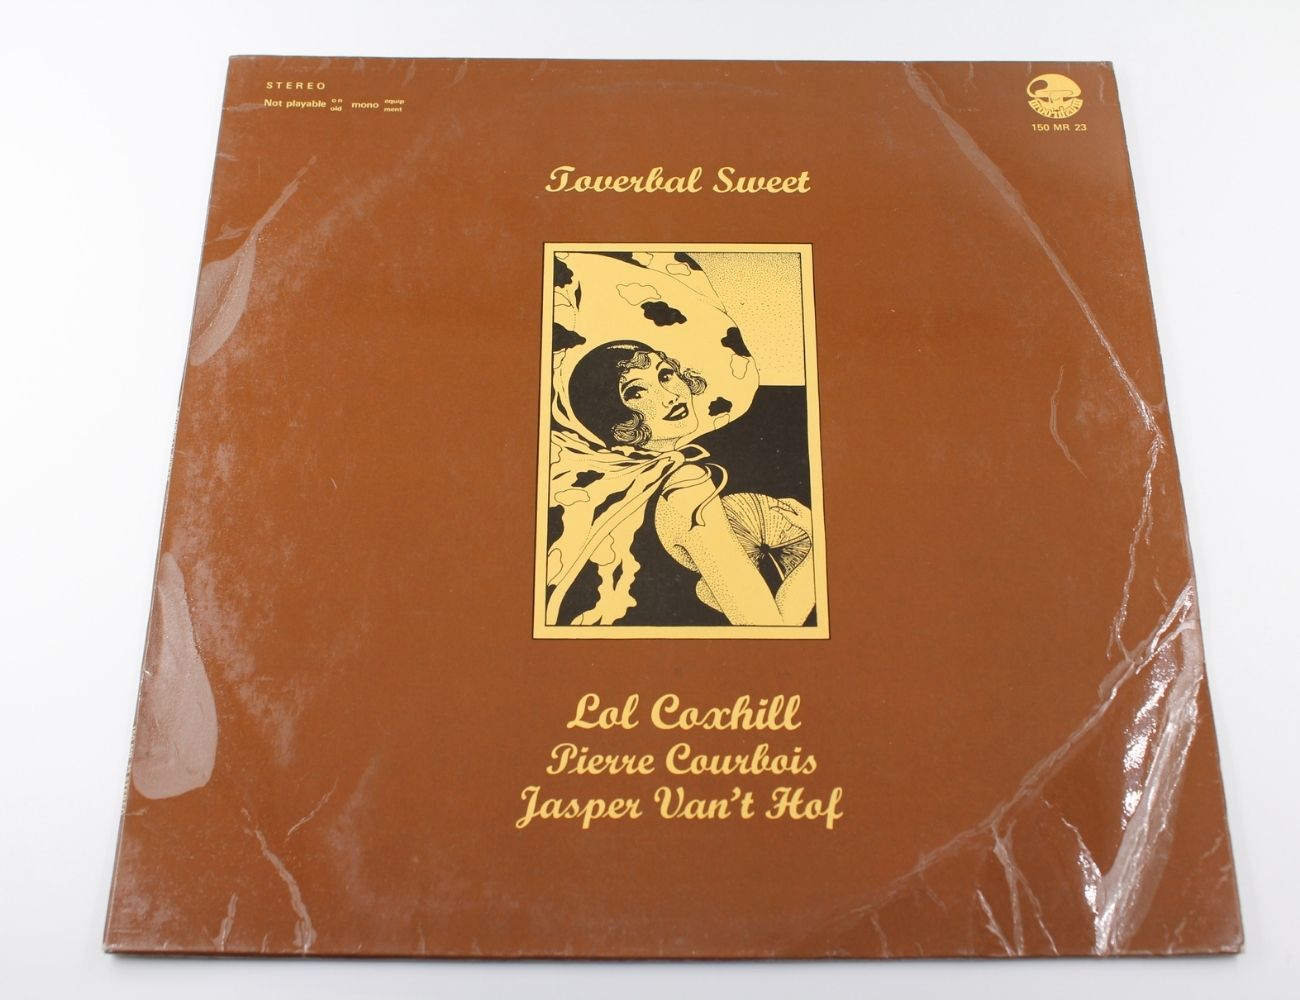 STEREO
Not playable on old mono equipment
150 MR 23
Toverbal Sweet
Lol Coxhill
Pierre Courbois
Jasper Van't Hof